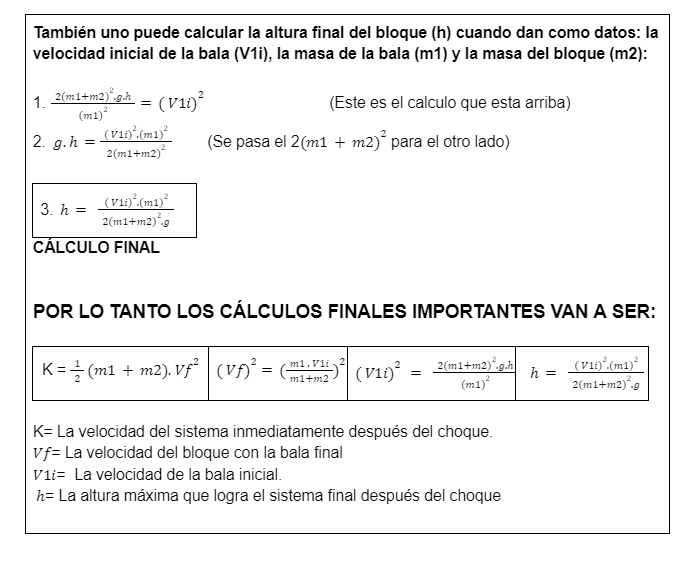 También uno puede calcular la altura final del bloque (h) cuando dan como datos: la
velocidad inicial de la bala (V1i), la masa de la bala (m1) y la masa del bloque (m2):
1. \frac{2(m1+m2)^2.g.h}{(m1)^2} = (V1i)^2 (Este es el calculo que esta arriba)
2. g.h = \frac{(V1i)^2.(m1)^2}{2(m1+m2)^2} (Se pasa el 2(m1 + m2)^2 para el otro lado)
3. h = \frac{(V1i)^2.(m1)^2}{2(m1+m2)^2.g}
CÁLCULO FINAL
POR LO TANTO LOS CÁLCULOS FINALES IMPORTANTES VAN A SER:
K = \frac{1}{2} (m1 + m2). Vf^2 (Vf)^2 = (\frac{m1.V1i}{m1+m2})^2 (V1i)^2 = \frac{2(m1+m2)^2.g.h}{(m1)^2} h = \frac{(V1i)^2.(m1)^2}{2(m1+m2)^2.g}
K= La velocidad del sistema inmediatamente después del choque.
Vf= La velocidad del bloque con la bala final
V1i= La velocidad de la bala inicial.
h= La altura máxima que logra el sistema final después del choque